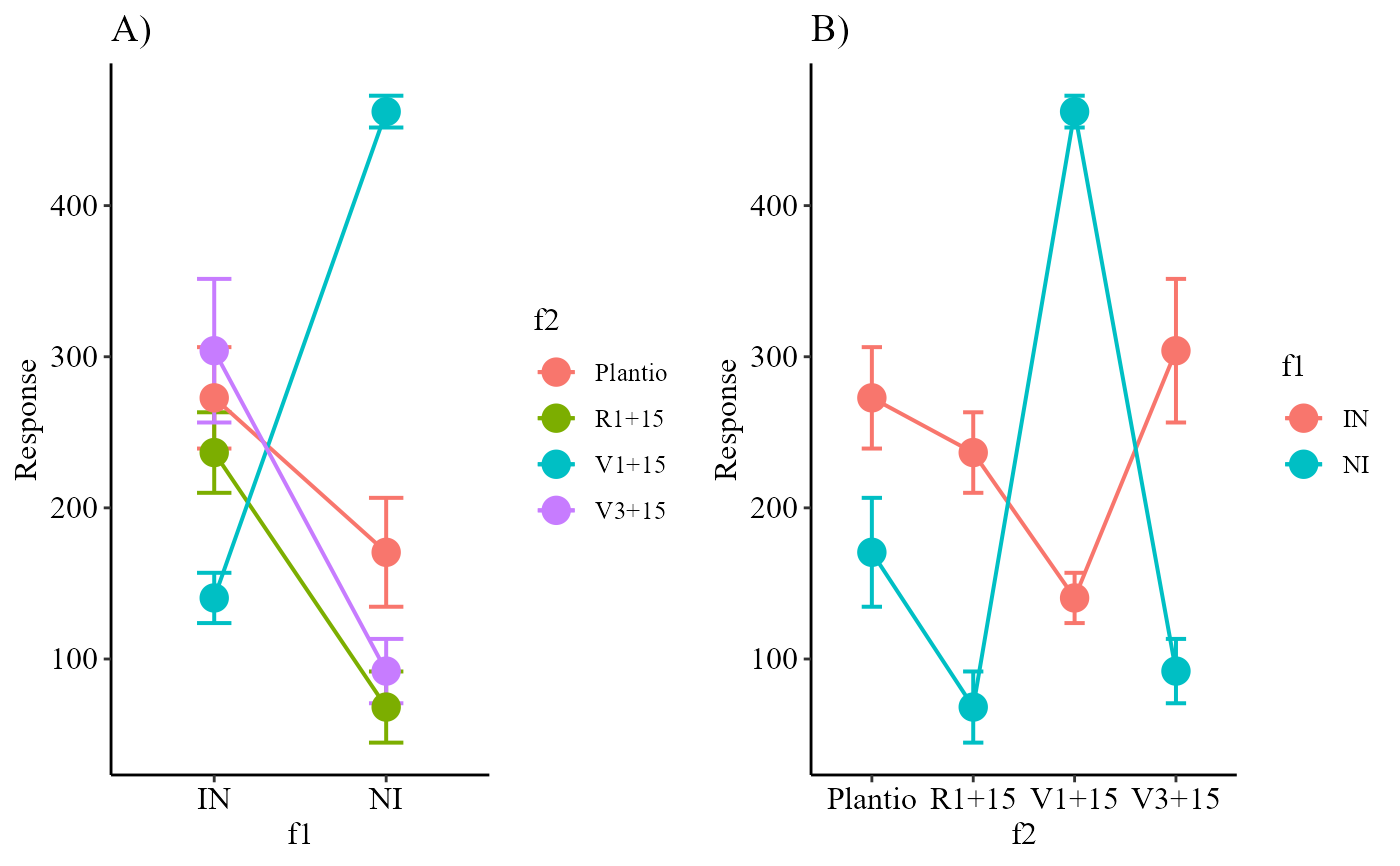 A)
Response
400
300
200
100
IN NI
f1
f2
Plantio
R1+15
V1+15
V3+15
B)
Response
400
300
200
100
Plantio R1+15 V1+15 V3+15
f2
f1
IN
NI